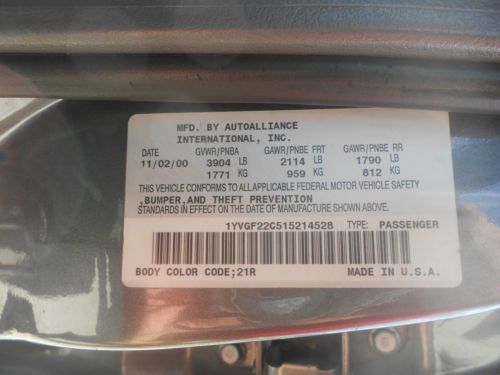 MFD. BY AUTOALLIANCE
INTERNATIONAL, INC.
DATE GVWR/PNBA GAWR/PNBE FRT GAWR/PNBE RR
11/02/00 3904 LB 2114 LB 1790 LB
1771 KG 959 KG 812 KG
THIS VEHICLE CONFORMS TO ALL APPLICABLE FEDERAL MOTOR VEHICLE SAFETY
,BUMPER,AND THEFT PREVENTION
STANDARDS IN EFFECT ON THE DATE OF MANUFACTURE SHOWN ABOVE.
1YVGF22C515214528 TYPE: PASSENGER
BODY COLOR CODE;21R MADE IN U.S.A.